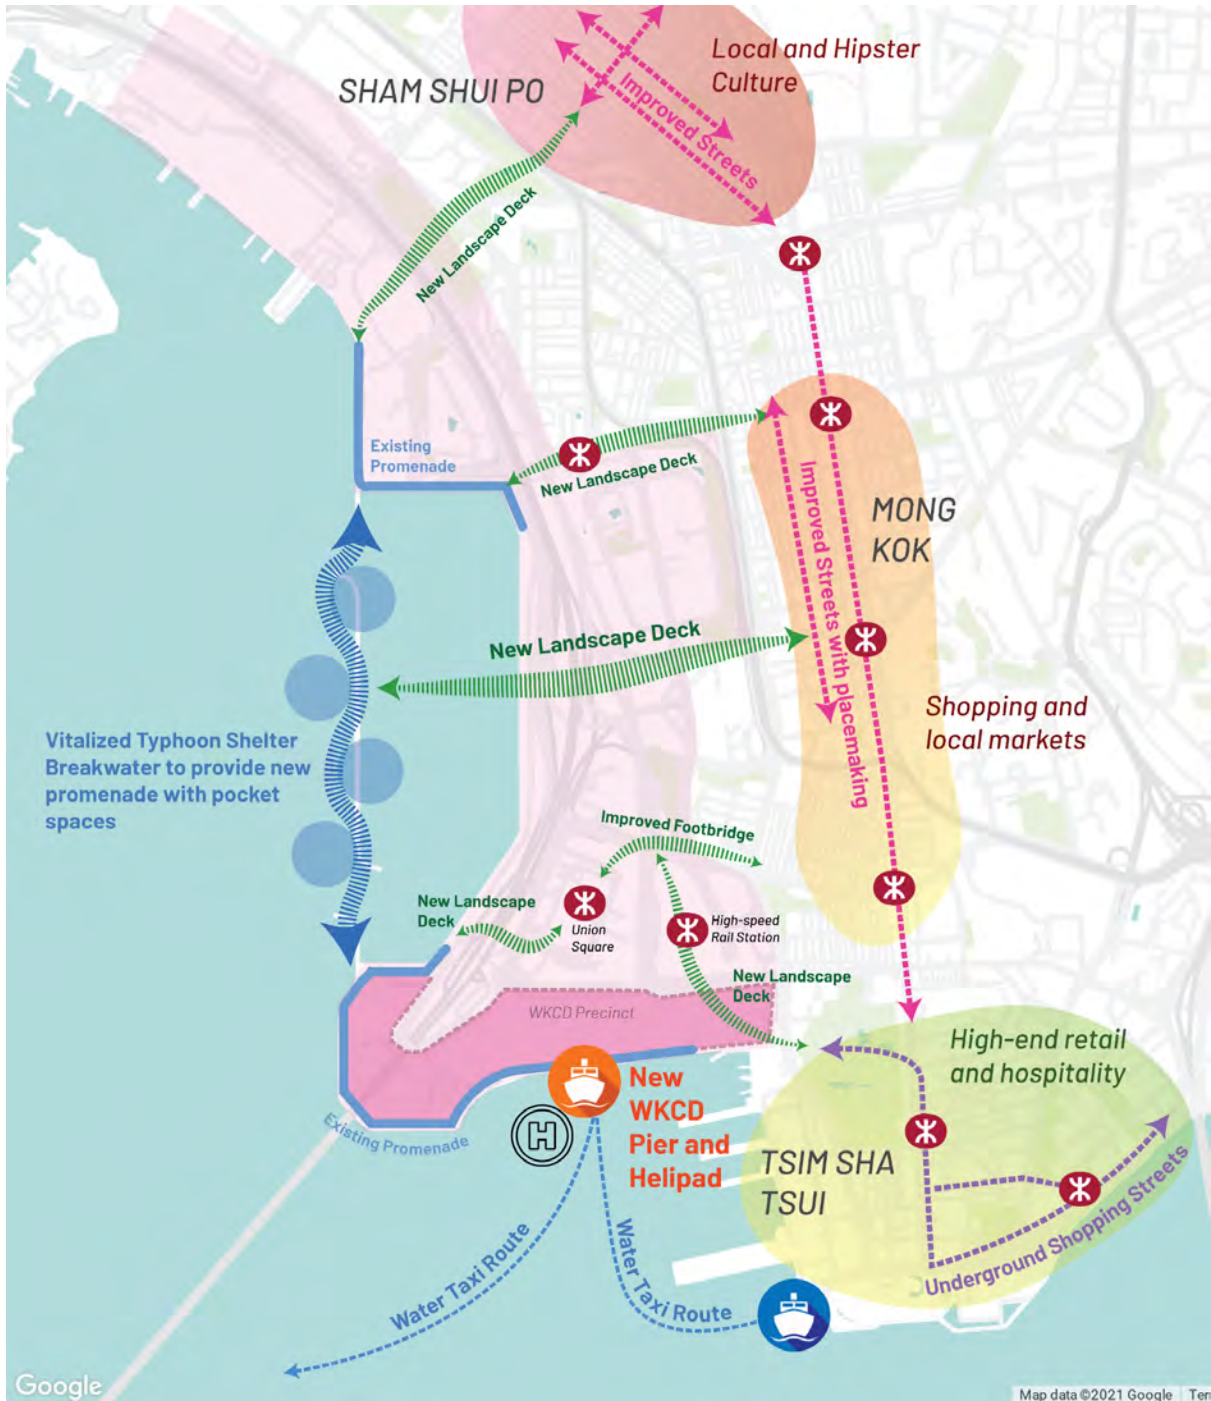 Local and Hipster
Culture
SHAM SHUI PO
Improved Streets
New Landscape Deck
Existing
Promenade
New Landscape Deck
MONG
KOK
Improved Streets with placemaking
New Landscape Deck
Shopping and
local markets
Vitalized Typhoon Shelter
Breakwater to provide new
promenade with pocket
spaces
Improved Footbridge
New Landscape
Deck
Union
Square
High-speed
Rail Station
New Landscape
Deck
WKCD Precinct
High-end retail
and hospitality
New
WKCD
Pier and
Helipad
H
Existing Promenade
TSIM SHA
TSUI
Underground Shopping Streets
Water Taxi Route
Water Taxi Route
Google
Map data ©2021 Google
Ter